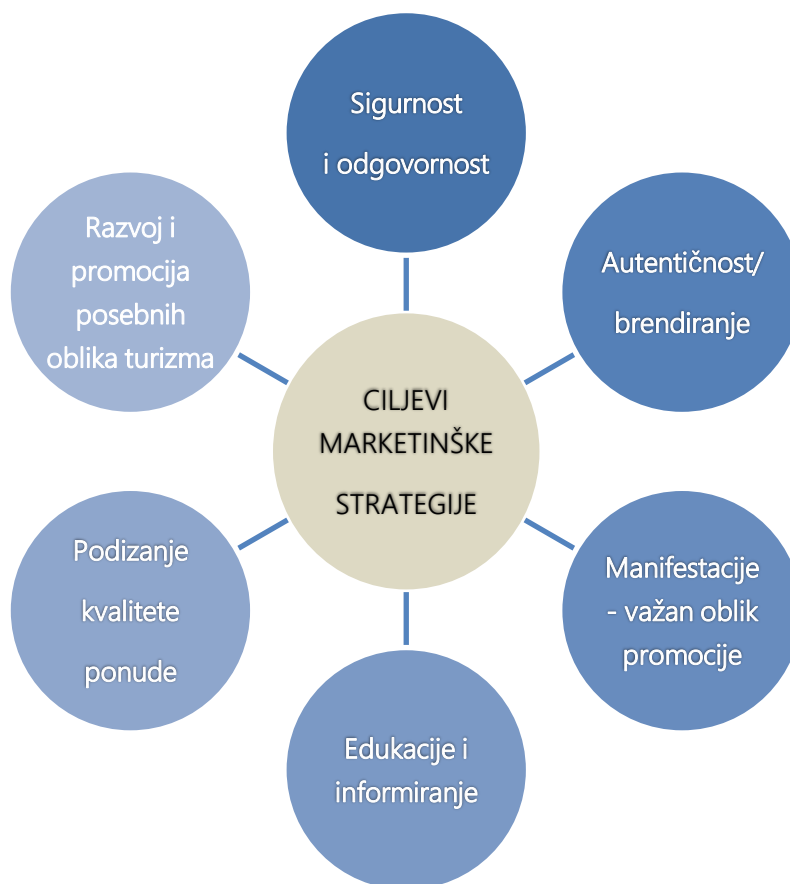 Sigurnost
i odgovornost
Autentičnost/
brendiranje
Manifestacije
- važan oblik
promocije
Edukacije i
informiranje
Podizanje
kvalitete
ponude
Razvoj i
promocija
posebnih
oblika turizma
CILJEVI
MARKETINŠKE
STRATEGIJE